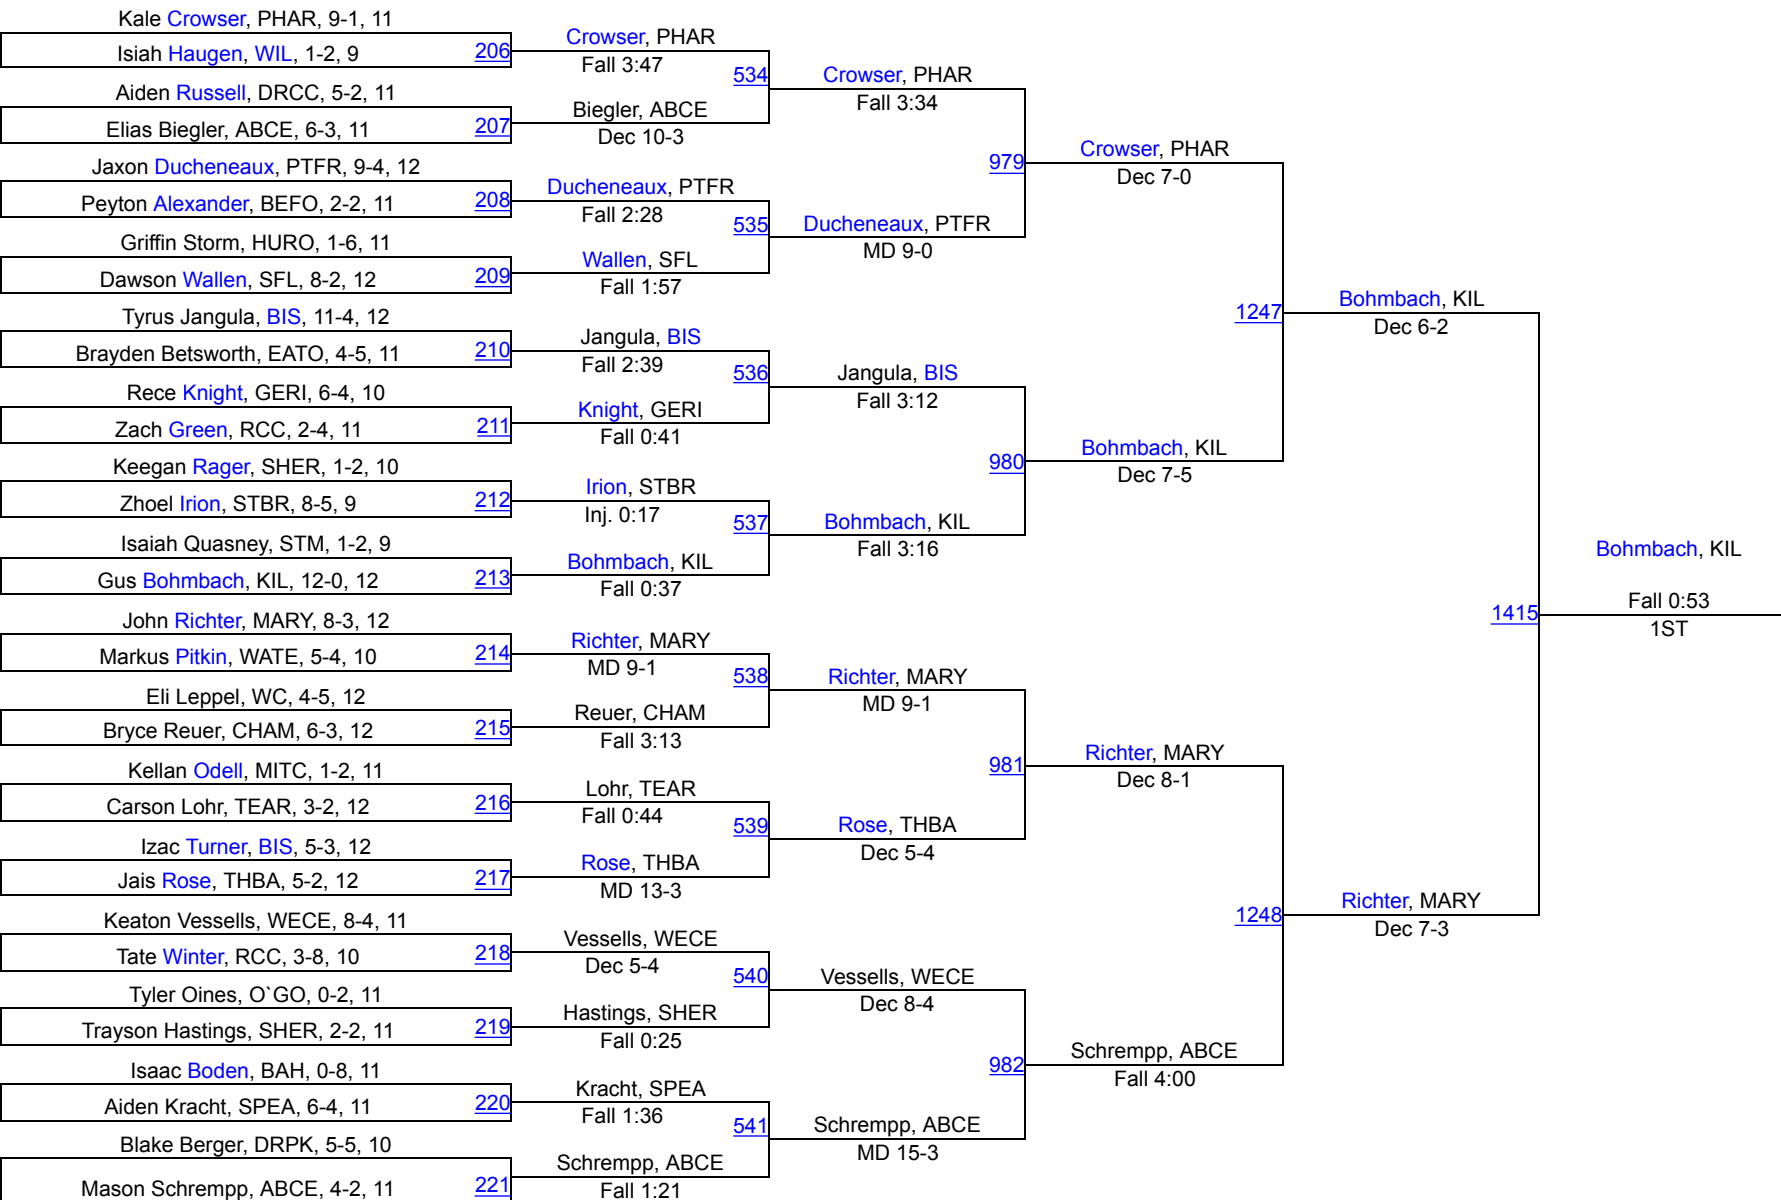 Kale Crowser, PHAR, 9-1, 11
Isiah Haugen, WIL, 1-2, 9
206
Aiden Russell, DRCC, 5-2, 11
Elias Biegler, ABCE, 6-3, 11
207
Jaxon Ducheneaux, PTFR, 9-4, 12
Peyton Alexander, BEFO, 2-2, 11
208
Griffin Storm, HURO, 1-6, 11
Dawson Wallen, SFL, 8-2, 12
209
Tyrus Jangula, BIS, 11-4, 12
Brayden Betsworth, EATO, 4-5, 11
210
Rece Knight, GERI, 6-4, 10
Zach Green, RCC, 2-4, 11
211
Keegan Rager, SHER, 1-2, 10
Zhoel Irion, STBR, 8-5, 9
212
Isaiah Quasney, STM, 1-2, 9
Gus Bohmbach, KIL, 12-0, 12
213
John Richter, MARY, 8-3, 12
Markus Pitkin, WATE, 5-4, 10
214
Eli Leppel, WC, 4-5, 12
Bryce Reuer, CHAM, 6-3, 12
215
Kellan Odell, MITC, 1-2, 11
Carson Lohr, TEAR, 3-2, 12
216
Izac Turner, BIS, 5-3, 12
Jais Rose, THBA, 5-2, 12
217
Keaton Vessells, WECE, 8-4, 11
Tate Winter, RCC, 3-8, 10
218
Tyler Oines, O`GO, 0-2, 11
Trayson Hastings, SHER, 2-2, 11
219
Isaac Boden, BAH, 0-8, 11
Aiden Kracht, SPEA, 6-4, 11
220
Blake Berger, DRPK, 5-5, 10
Mason Schrempp, ABCE, 4-2, 11
221
Crowser, PHAR
Fall 3:47
534
Biegler, ABCE
Dec 10-3
Ducheneaux, PTFR
Fall 2:28
535
Wallen, SFL
Fall 1:57
Jangula, BIS
Fall 2:39
536
Knight, GERI
Fall 0:41
Irion, STBR
Inj. 0:17
537
Bohmbach, KIL
Fall 0:37
Richter, MARY
MD 9-1
538
Reuer, CHAM
Fall 3:13
Lohr, TEAR
Fall 0:44
539
Rose, THBA
MD 13-3
Vessells, WECE
Dec 5-4
540
Hastings, SHER
Fall 0:25
Kracht, SPEA
Fall 1:36
541
Schrempp, ABCE
Fall 1:21
Crowser, PHAR
Fall 3:34
979
Ducheneaux, PTFR
MD 9-0
Jangula, BIS
Fall 3:12
980
Bohmbach, KIL
Fall 3:16
Richter, MARY
MD 9-1
981
Rose, THBA
Dec 5-4
Vessells, WECE
Dec 8-4
982
Schrempp, ABCE
MD 15-3
Crowser, PHAR
Dec 7-0
1247
Bohmbach, KIL
Dec 7-5
Richter, MARY
Dec 8-1
1248
Schrempp, ABCE
Fall 4:00
Bohmbach, KIL
Dec 6-2
1415
Richter, MARY
Dec 7-3
Bohmbach, KIL
Fall 0:53
1ST